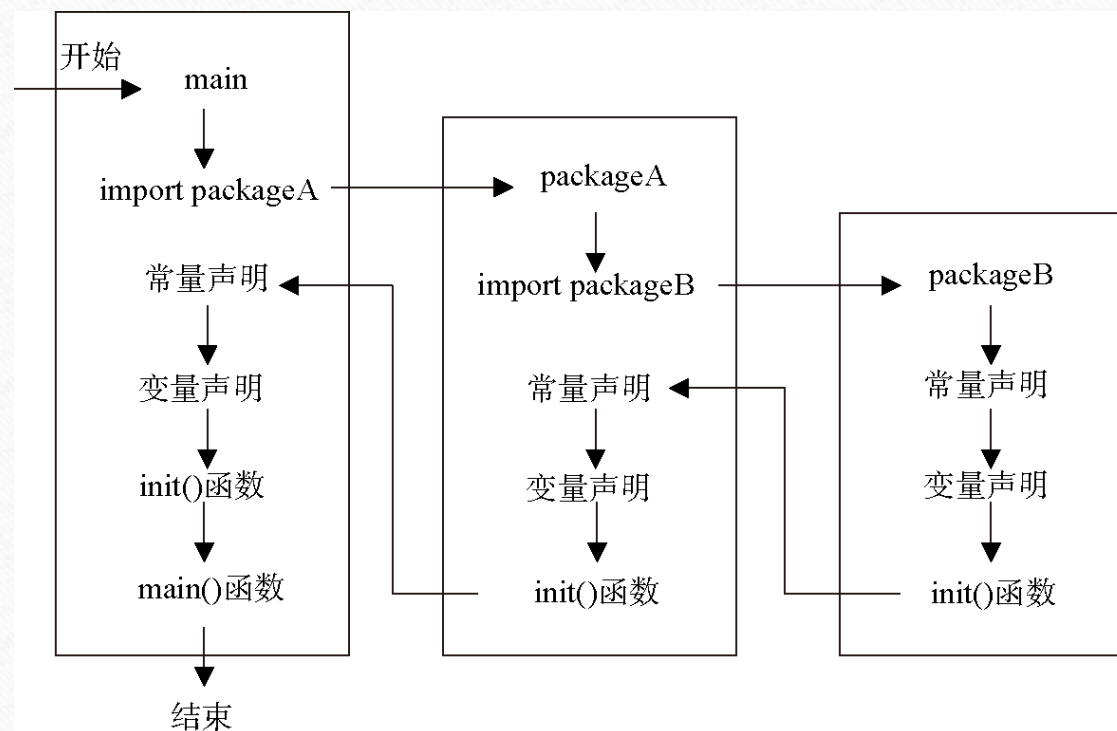 开始
main
import packageA
常量声明
变量声明
init()函数
main()函数
结束
packageA
import packageB
常量声明
变量声明
init()函数
packageB
常量声明
变量声明
init()函数